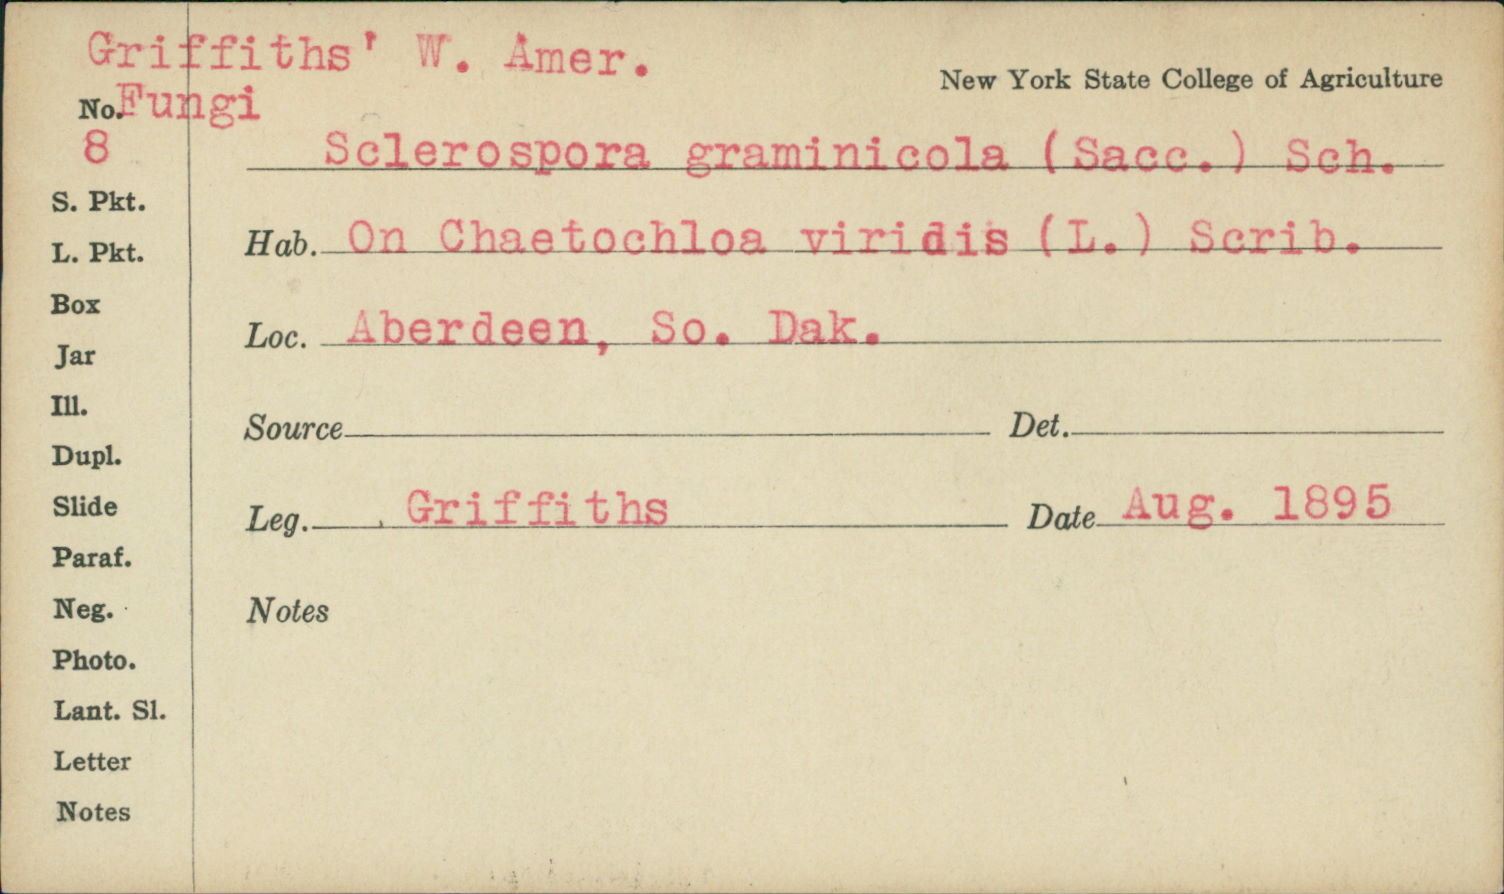 Griffiths' W. Amer.
New York State College of Agriculture
No. Fungi
8
Sclerospora graminicola (Sacc.) Sch.
S. Pkt.
Hab. On Chaetochloa viridis (L.) Scrib.
L. Pkt.
Box
Loc. Aberdeen, So. Dak.
Jar
Ill.
Source Det.
Dupl.
Slide
Leg. Griffiths Date Aug. 1895
Paraf.
Neg.
Notes
Photo.
Lant. Sl.
Letter
Notes